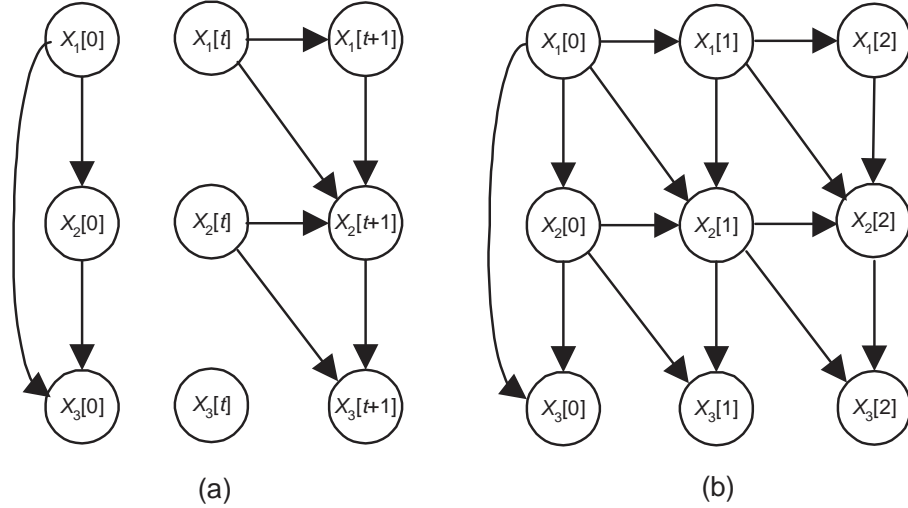 X₁[0] X₁[t] X₁[t+1] X₁[0] X₁[1] X₁[2]
X₂[0] X₂[t] X₂[t+1] X₂[0] X₂[1] X₂[2]
X₃[0] X₃[t] X₃[t+1] X₃[0] X₃[1] X₃[2]
(a) (b)